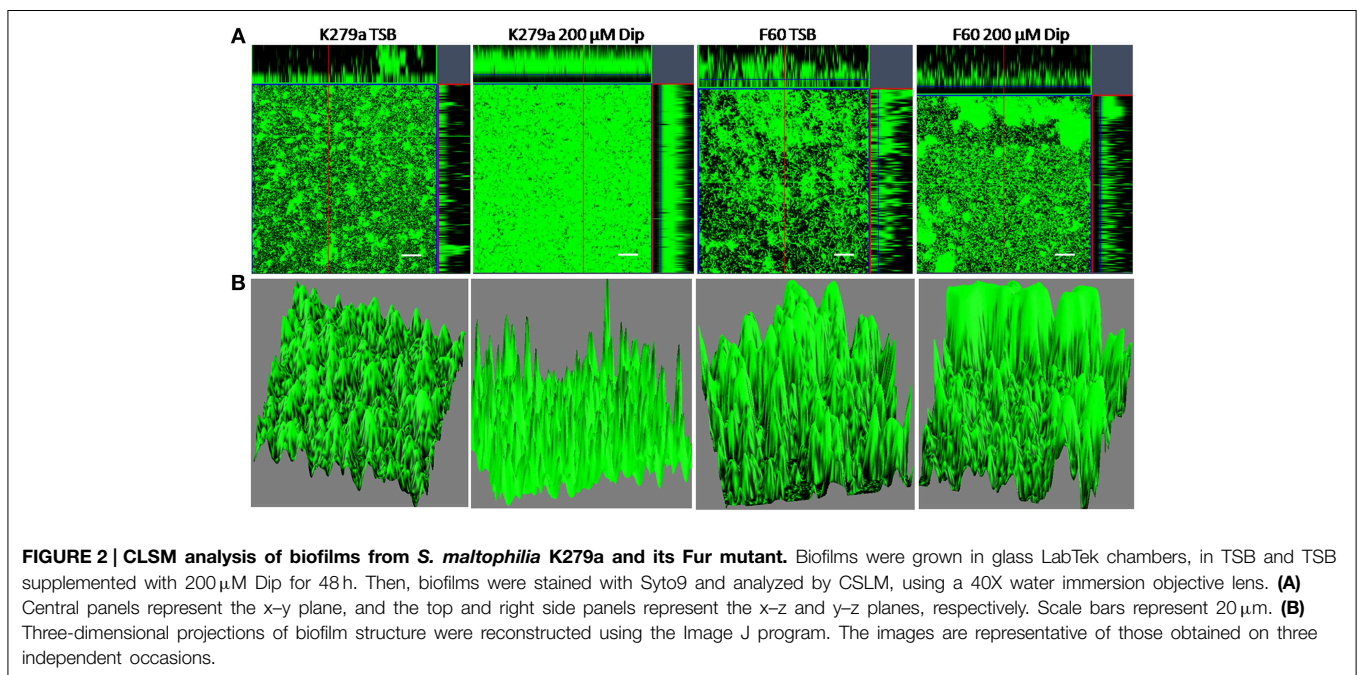 A
K279a TSB
K279a 200 µM Dip
F60 TSB
F60 200 µM Dip
B
FIGURE 2 | CLSM analysis of biofilms from S. maltophilia K279a and its Fur mutant. Biofilms were grown in glass LabTek chambers, in TSB and TSB
supplemented with 200 µM Dip for 48 h. Then, biofilms were stained with Syto9 and analyzed by CSLM, using a 40X water immersion objective lens. (A)
Central panels represent the x–y plane, and the top and right side panels represent the x–z and y–z planes, respectively. Scale bars represent 20 µm. (B)
Three-dimensional projections of biofilm structure were reconstructed using the Image J program. The images are representative of those obtained on three
independent occasions.